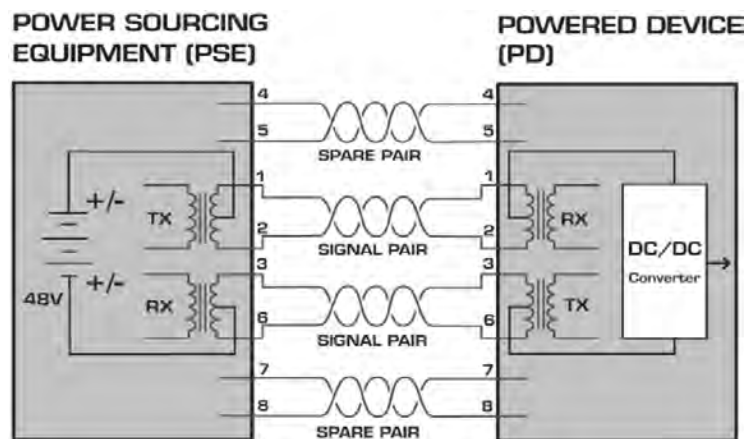 POWER SOURCING
EQUIPMENT (PSE)
POWERED DEVICE
(PD)
4
4
5
5
SPARE PAIR
1
1
+/-
TX
RX
2
2
SIGNAL PAIR
DC/DC
Converter
3
3
+/-
48V
RX
TX
6
6
SIGNAL PAIR
7
7
8
8
SPARE PAIR